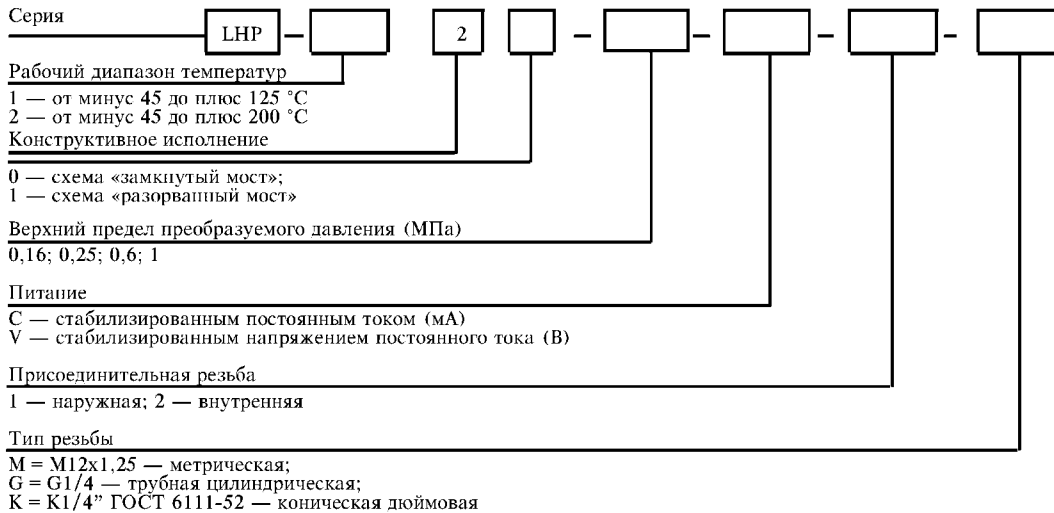 Серия
LHP – 2 – – – –
Рабочий диапазон температур
1 — от минус 45 до плюс 125 °С
2 — от минус 45 до плюс 200 °С
Конструктивное исполнение
0 — схема «замкнутый мост»;
1 — схема «разорванный мост»
Верхний предел преобразуемого давления (МПа)
0,16; 0,25; 0,6; 1
Питание
С — стабилизированным постоянным током (мА)
V — стабилизированным напряжением постоянного тока (В)
Присоединительная резьба
1 — наружная; 2 — внутренняя
Тип резьбы
М = М12х1,25 — метрическая;
G = G1/4 — трубная цилиндрическая;
К = К1/4” ГОСТ 6111-52 — коническая дюймовая